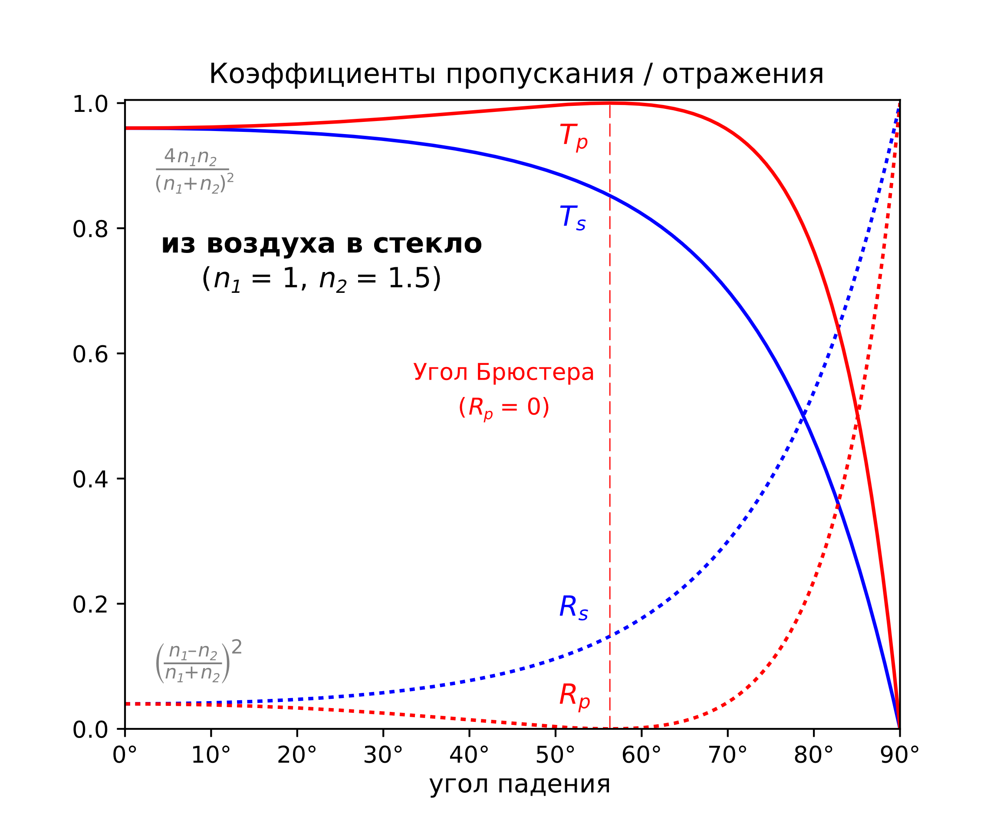 Коэффициенты пропускания / отражения
1.0
0.8
0.6
0.4
0.2
0.0
4n₁n₂
(n₁+n₂)²
из воздуха в стекло
(n₁ = 1, n₂ = 1.5)
Tₚ
Tₛ
Угол Брюстера
(Rₚ = 0)
Rₛ
Rₚ
(n₁–n₂
n₁+n₂)²
0° 10° 20° 30° 40° 50° 60° 70° 80° 90°
угол падения